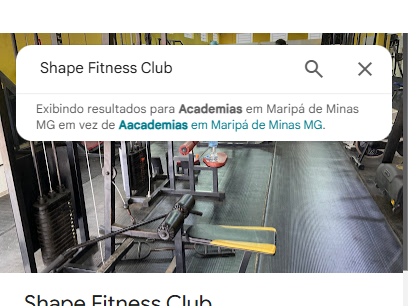 Shape Fitness Club
Exibindo resultados para Academias em Maripá de Minas
MG em vez de Aacademias em Maripá de Minas MG.
Shape Fitness Club